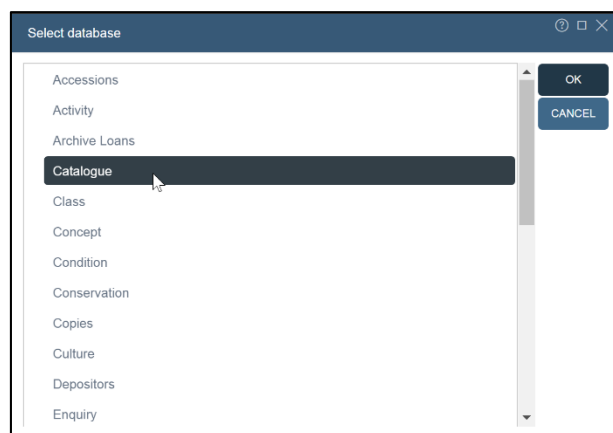 Select database
Accessions
OK
Activity
CANCEL
Archive Loans
Catalogue
Class
Concept
Condition
Conservation
Copies
Culture
Depositors
Enquiry